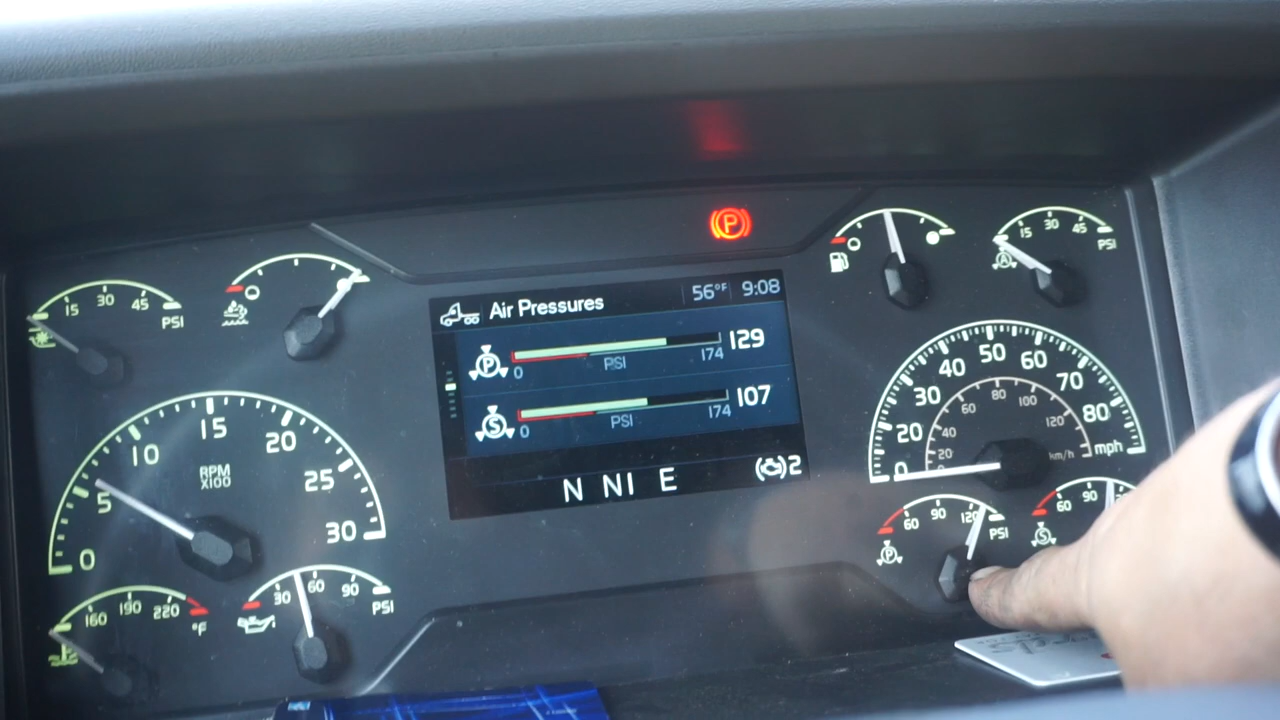 15 30 45 PSI
RPM X100
0 5 10 15 20 25 30
160 190 220 °F
30 60 90 PSI
P
Air Pressures 56°F 9:08
P 0 PSI 174 129
S 0 PSI 174 107
N NI E 2
15 30 45 PSI
A
0 20 30 40 50 60 70 80 mph
20 40 60 80 100 120 km/h
60 90 120 PSI
P
60 90
S